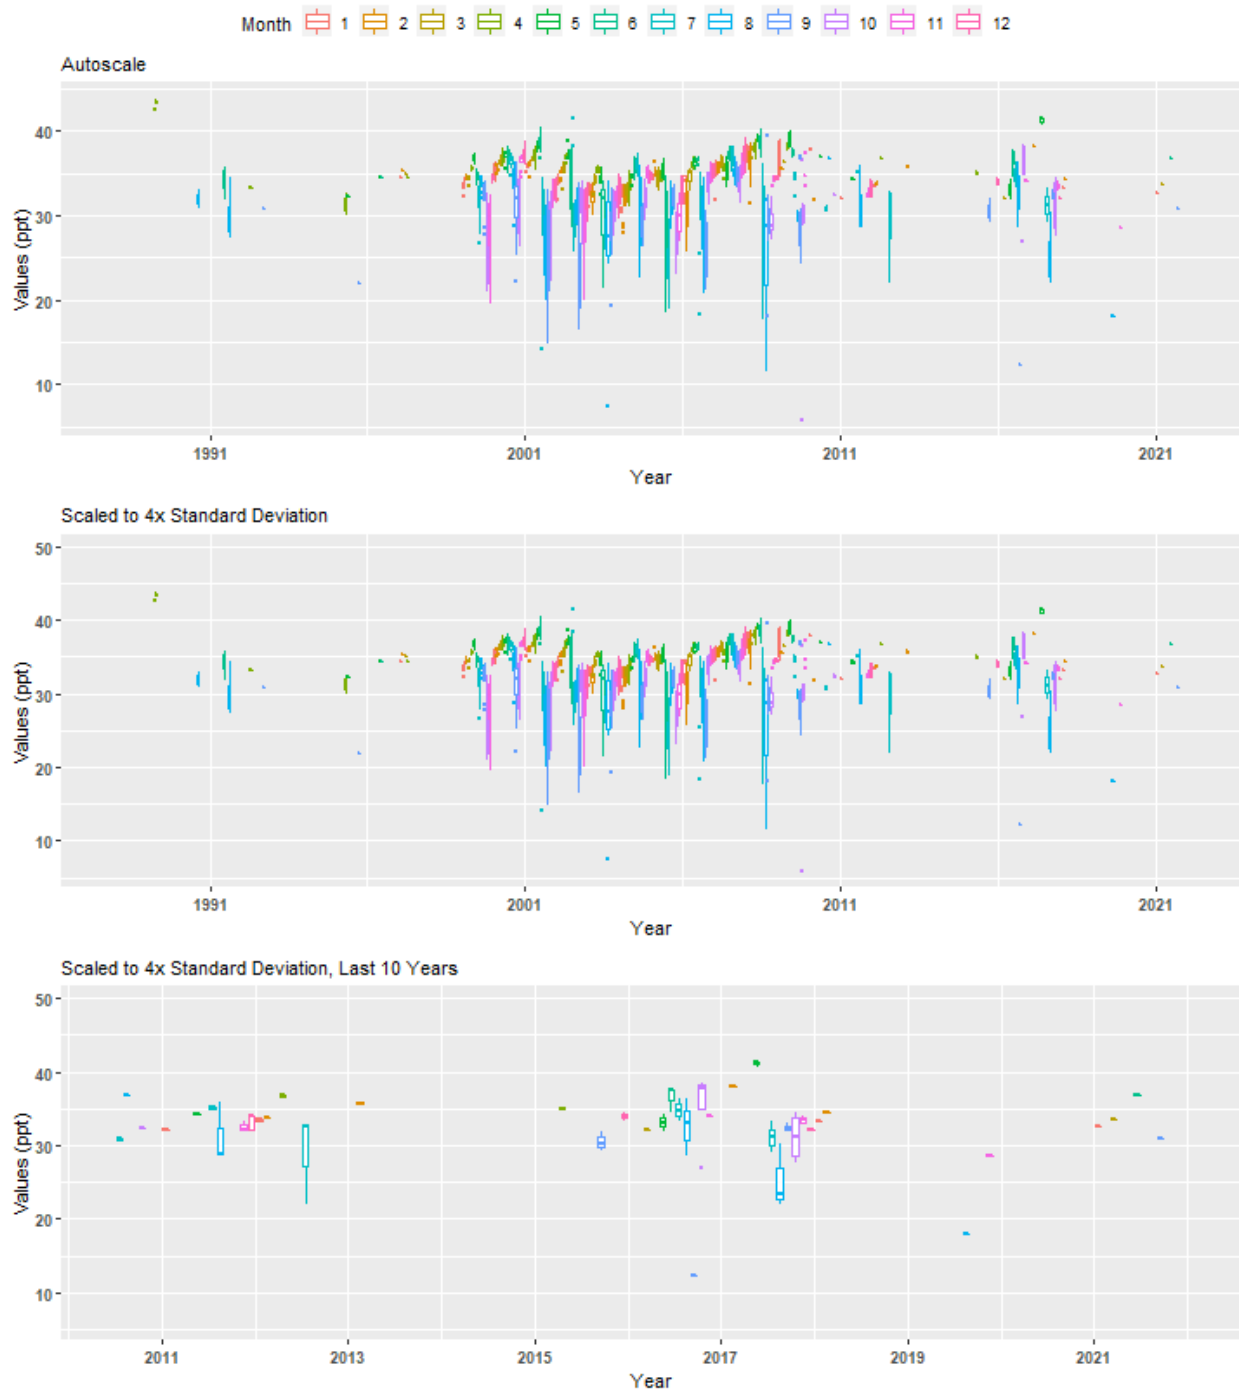 Month 1 2 3 4 5 6 7 8 9 10 11 12
Autoscale
40
30
20
10
Values (ppt)
1991 2001 2011 2021
Year
Scaled to 4x Standard Deviation
50
40
30
20
10
Values (ppt)
1991 2001 2011 2021
Year
Scaled to 4x Standard Deviation, Last 10 Years
50
40
30
20
10
Values (ppt)
2011 2013 2015 2017 2019 2021
Year